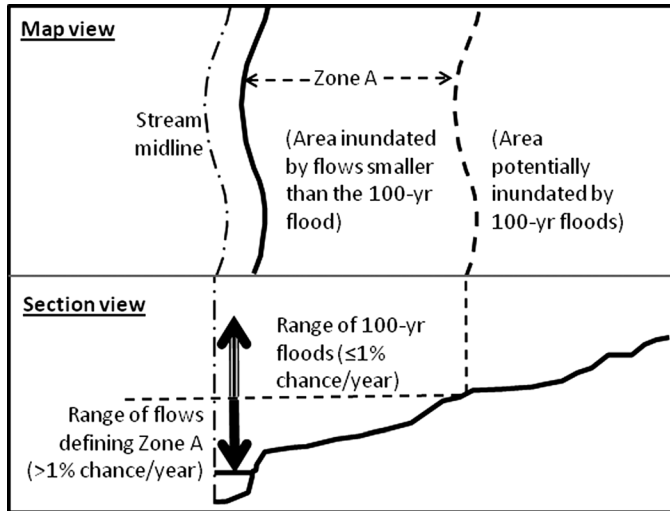 Map view
Zone A
Stream
midline
(Area inundated
by flows smaller
than the 100-yr
flood)
(Area
potentially
inundated by
100-yr floods)
Section view
Range of 100-yr
floods (≤1%
chance/year)
Range of flows
defining Zone A
(>1% chance/year)